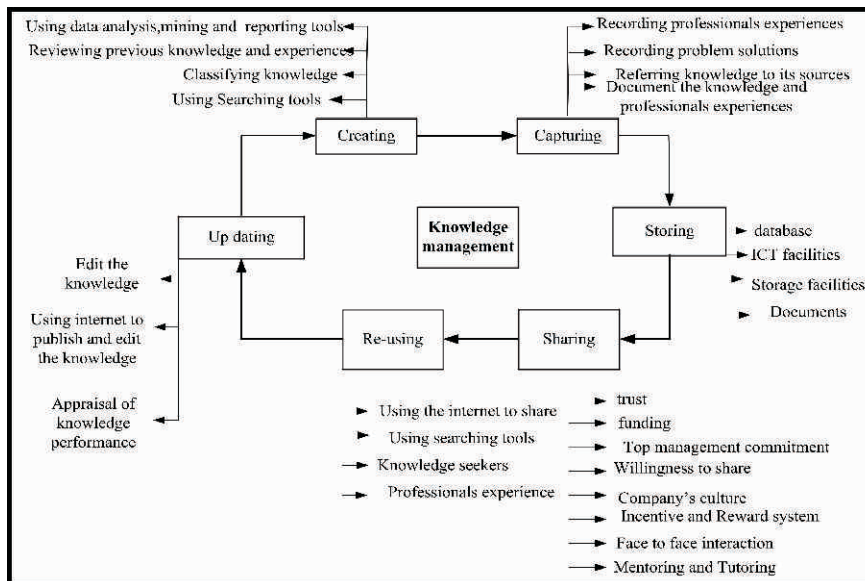 Using data analysis,mining and reporting tools
Reviewing previous knowledge and experiences
Classifying knowledge
Using Searching tools
Recording professionals experiences
Recording problem solutions
Referring knowledge to its sources
Document the knowledge and
professionals experiences
Creating
Capturing
Up dating
Knowledge
management
Storing
database
ICT facilities
Storage facilities
Documents
Edit the
knowledge
Using internet to
publish and edit
the knowledge
Appraisal of
knowledge
performance
Re-using
Sharing
Using the internet to share
Using searching tools
Knowledge seekers
Professionals experience
trust
funding
Top management commitment
Willingness to share
Company's culture
Incentive and Reward system
Face to face interaction
Mentoring and Tutoring